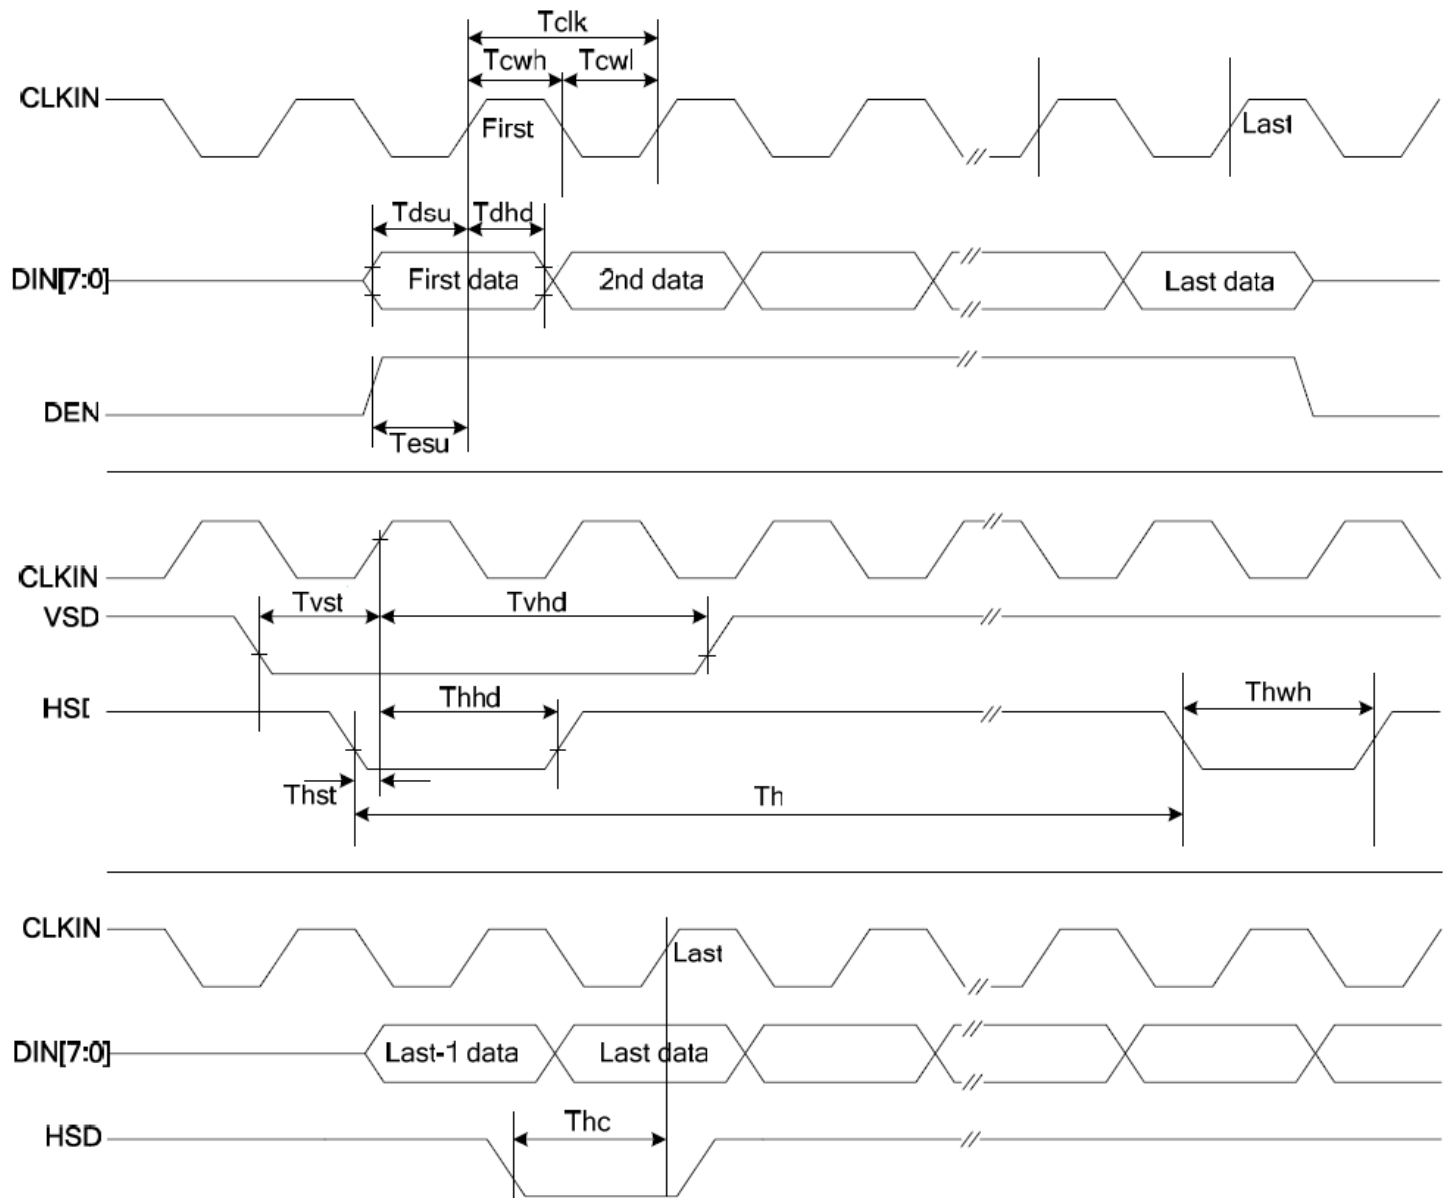 Tclk
Tcwh Tcwl
CLKIN
First
Last
Tdsu Tdhd
DIN[7:0]
First data 2nd data Last data
DEN
Tesu
CLKIN
Tvst Tvhd
VSD
Thhd Thwh
HSD
Thst
Th
CLKIN
Last
DIN[7:0]
Last-1 data Last data
Thc
HSD